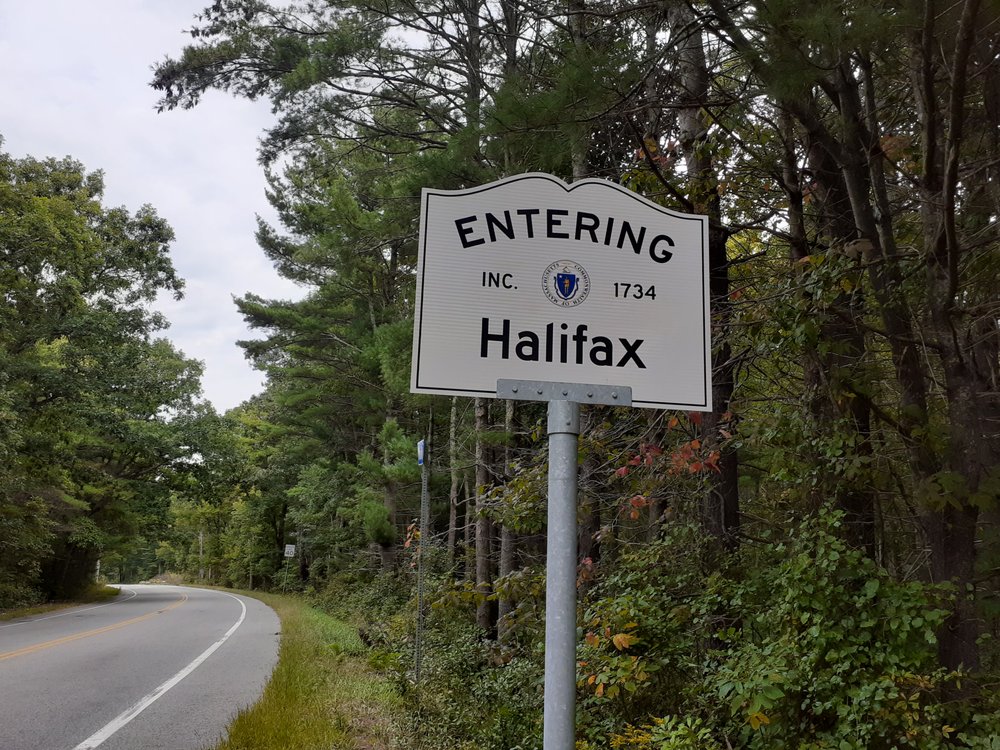 ENTERING
INC. 1734
Halifax